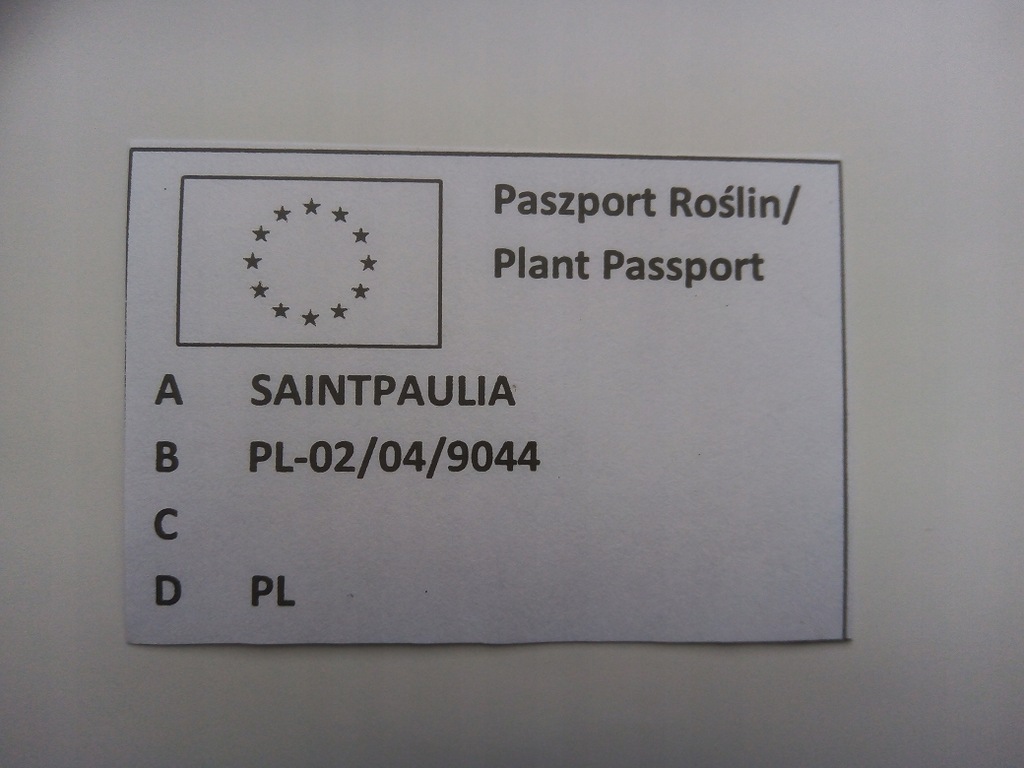 Paszport Roślin/
Plant Passport
A SAINTPAULIA
B PL-02/04/9044
C
D PL